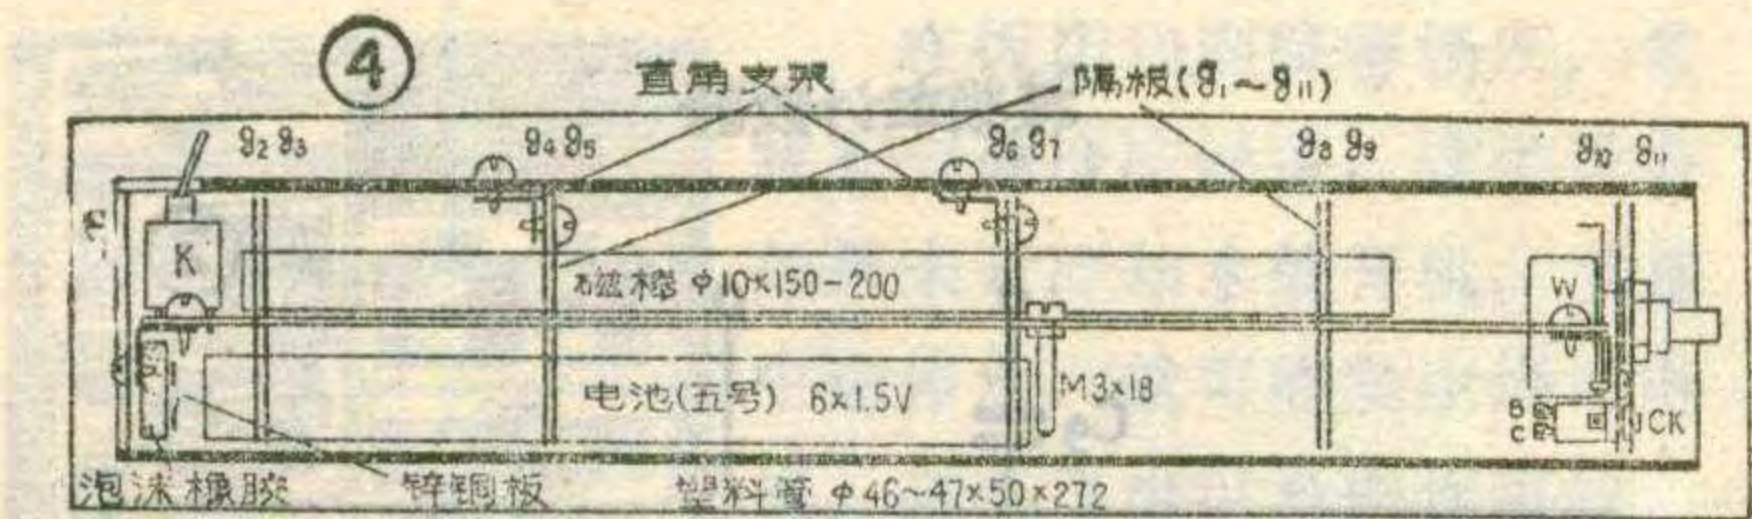 ④
直角支架 隔板(g₁~g₁₁)
g₂ g₃ g₄ g₅ g₆ g₇ g₈ g₉ g₁₀ g₁₁
K
磁棒 φ10×150-200
W
电池(五号) 6×1.5V
M3×18
B
E
C
JCK
泡沫橡胶 锌铜板 塑料管 φ46~47×50×272